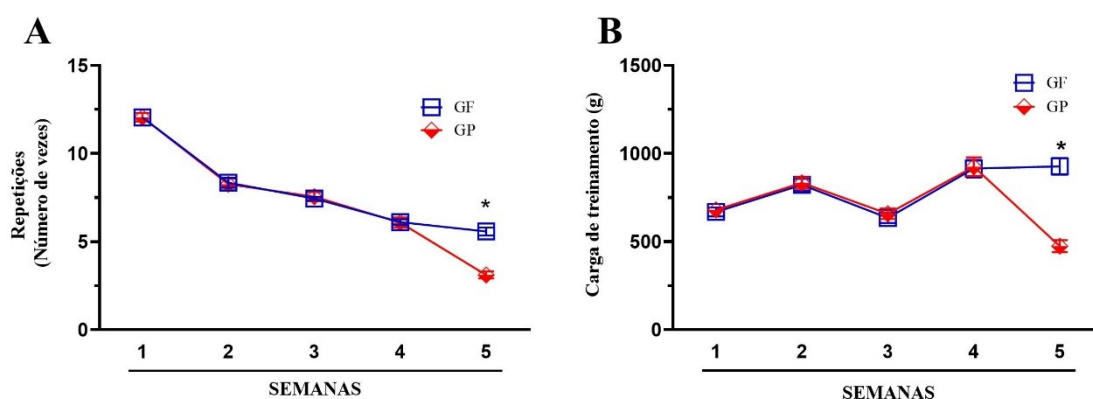 A
Repetições
(Número de vezes)
15
10
5
0
GF
GP
*
1 2 3 4 5
SEMANAS
B
Carga de treinamento (g)
1500
1000
500
0
GF
GP
*
1 2 3 4 5
SEMANAS